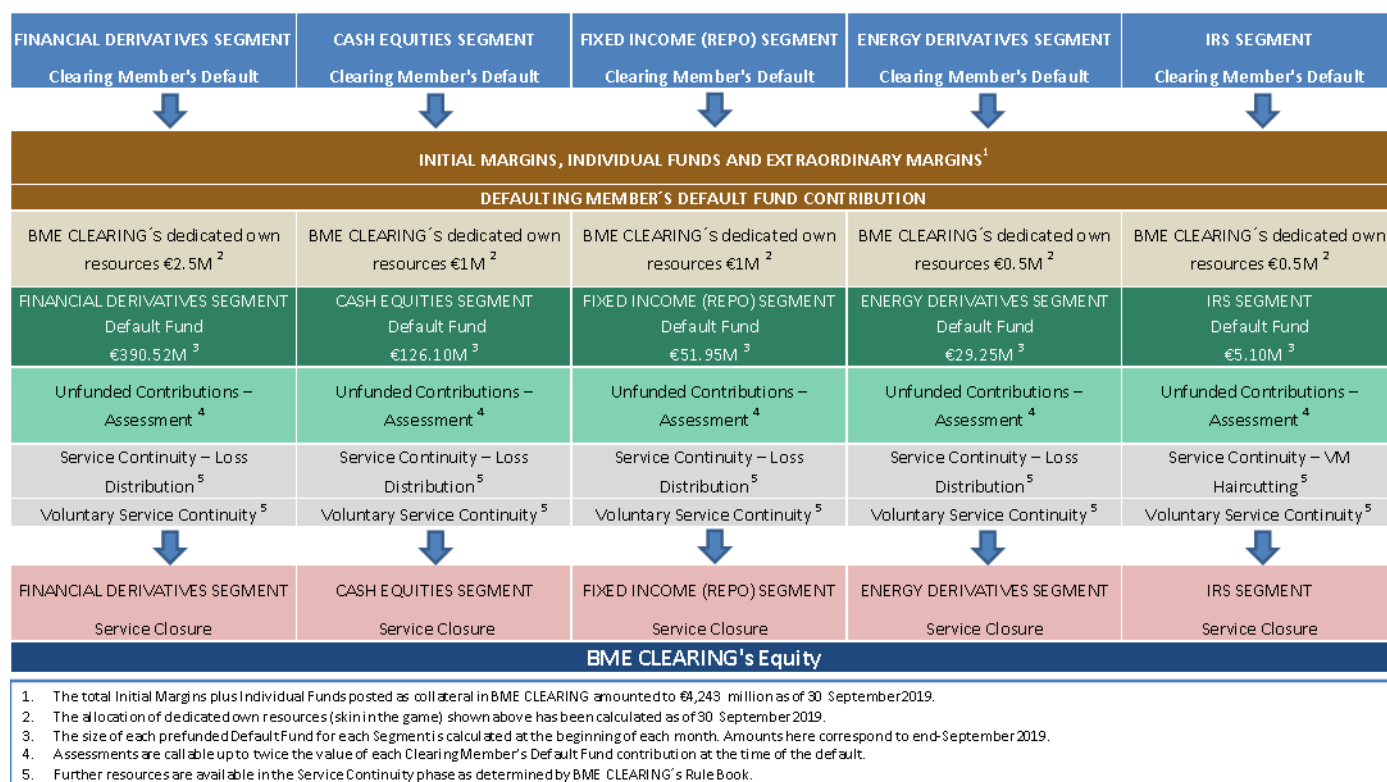 FINANCIAL DERIVATIVES SEGMENT
Clearing Member's Default
CASH EQUITIES SEGMENT
Clearing Member's Default
FIXED INCOME (REPO) SEGMENT
Clearing Member's Default
ENERGY DERIVATIVES SEGMENT
Clearing Member's Default
IRS SEGMENT
Clearing Member's Default
INITIAL MARGINS, INDIVIDUAL FUNDS AND EXTRAORDINARY MARGINS¹
DEFAULTING MEMBER´S DEFAULT FUND CONTRIBUTION
BME CLEARING´s dedicated own
resources €2.5M ²
BME CLEARING´s dedicated own
resources €1M ²
BME CLEARING´s dedicated own
resources €1M ²
BME CLEARING´s dedicated own
resources €0.5M ²
BME CLEARING´s dedicated own
resources €0.5M ²
FINANCIAL DERIVATIVES SEGMENT
Default Fund
€390.52M ³
CASH EQUITIES SEGMENT
Default Fund
€126.10M ³
FIXED INCOME (REPO) SEGMENT
Default Fund
€51.95M ³
ENERGY DERIVATIVES SEGMENT
Default Fund
€29.25M ³
IRS SEGMENT
Default Fund
€5.10M ³
Unfunded Contributions –
Assessment ⁴
Unfunded Contributions –
Assessment ⁴
Unfunded Contributions –
Assessment ⁴
Unfunded Contributions –
Assessment ⁴
Unfunded Contributions –
Assessment ⁴
Service Continuity – Loss
Distribution ⁵
Service Continuity – Loss
Distribution ⁵
Service Continuity – Loss
Distribution ⁵
Service Continuity – Loss
Distribution ⁵
Service Continuity – VM
Haircutting ⁵
Voluntary Service Continuity ⁵
Voluntary Service Continuity ⁵
Voluntary Service Continuity ⁵
Voluntary Service Continuity ⁵
Voluntary Service Continuity ⁵
FINANCIAL DERIVATIVES SEGMENT
Service Closure
CASH EQUITIES SEGMENT
Service Closure
FIXED INCOME (REPO) SEGMENT
Service Closure
ENERGY DERIVATIVES SEGMENT
Service Closure
IRS SEGMENT
Service Closure
BME CLEARING's Equity
1. The total Initial Margins plus Individual Funds posted as collateral in BME CLEARING amounted to €4,243 million as of 30 September 2019.
2. The allocation of dedicated own resources (skin in the game) shown above has been calculated as of 30 September 2019.
3. The size of each prefunded Default Fund for each Segment is calculated at the beginning of each month. Amounts here correspond to end-September 2019.
4. Assessments are callable up to twice the value of each Clearing Member's Default Fund contribution at the time of the default.
5. Further resources are available in the Service Continuity phase as determined by BME CLEARING's Rule Book.